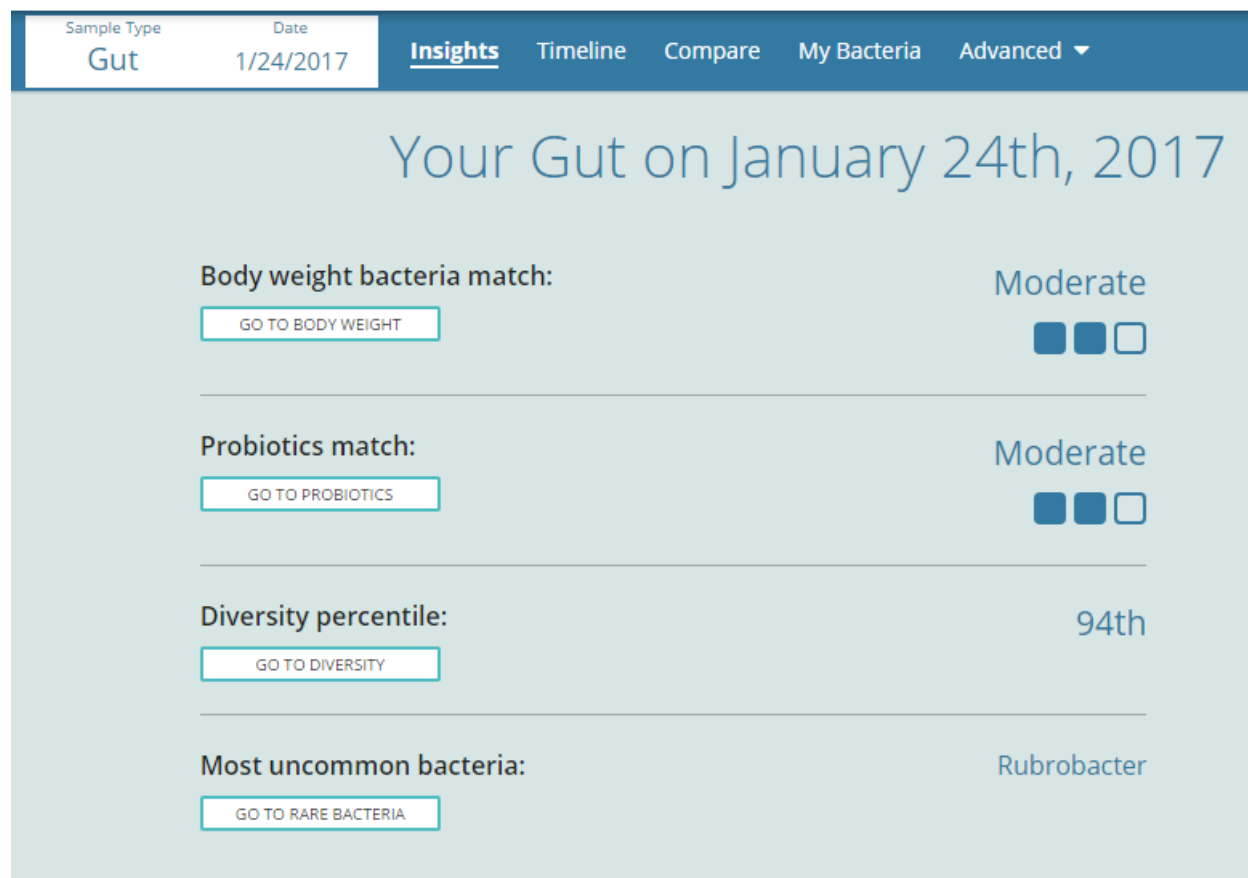 Sample Type
Date
Gut
1/24/2017
Insights
Timeline
Compare
My Bacteria
Advanced
Your Gut on January 24th, 2017
Body weight bacteria match:
Moderate
GO TO BODY WEIGHT
Probiotics match:
Moderate
GO TO PROBIOTICS
Diversity percentile:
94th
GO TO DIVERSITY
Most uncommon bacteria:
Rubrobacter
GO TO RARE BACTERIA